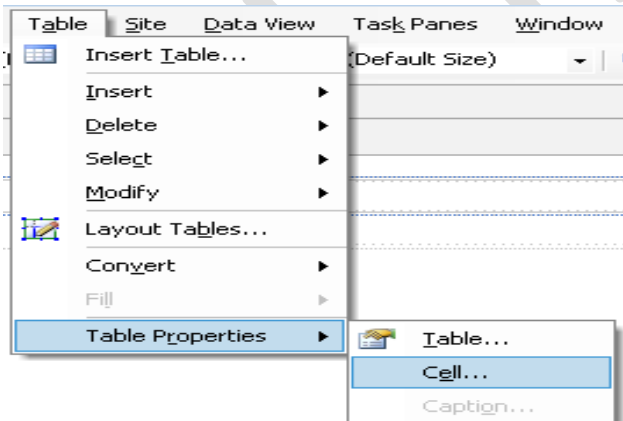 Table Site Data View Task Panes Window
Insert Table... (Default Size)
Insert
Delete
Select
Modify
Layout Tables...
Convert
Fill
Table Properties Table...
Cell...
Caption...